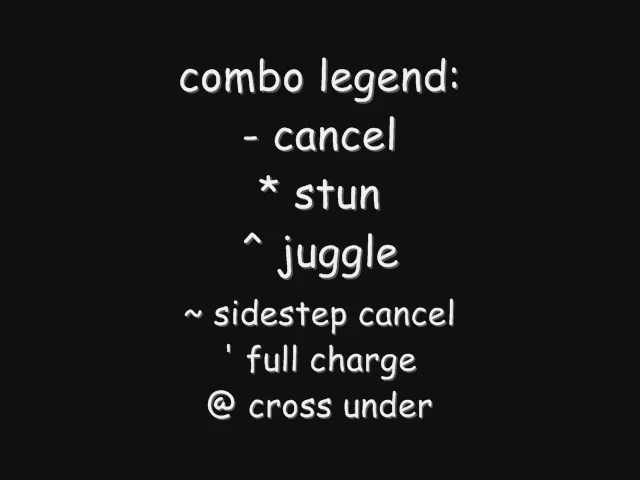 combo legend:
- cancel
* stun
^ juggle
~ sidestep cancel
' full charge
@ cross under